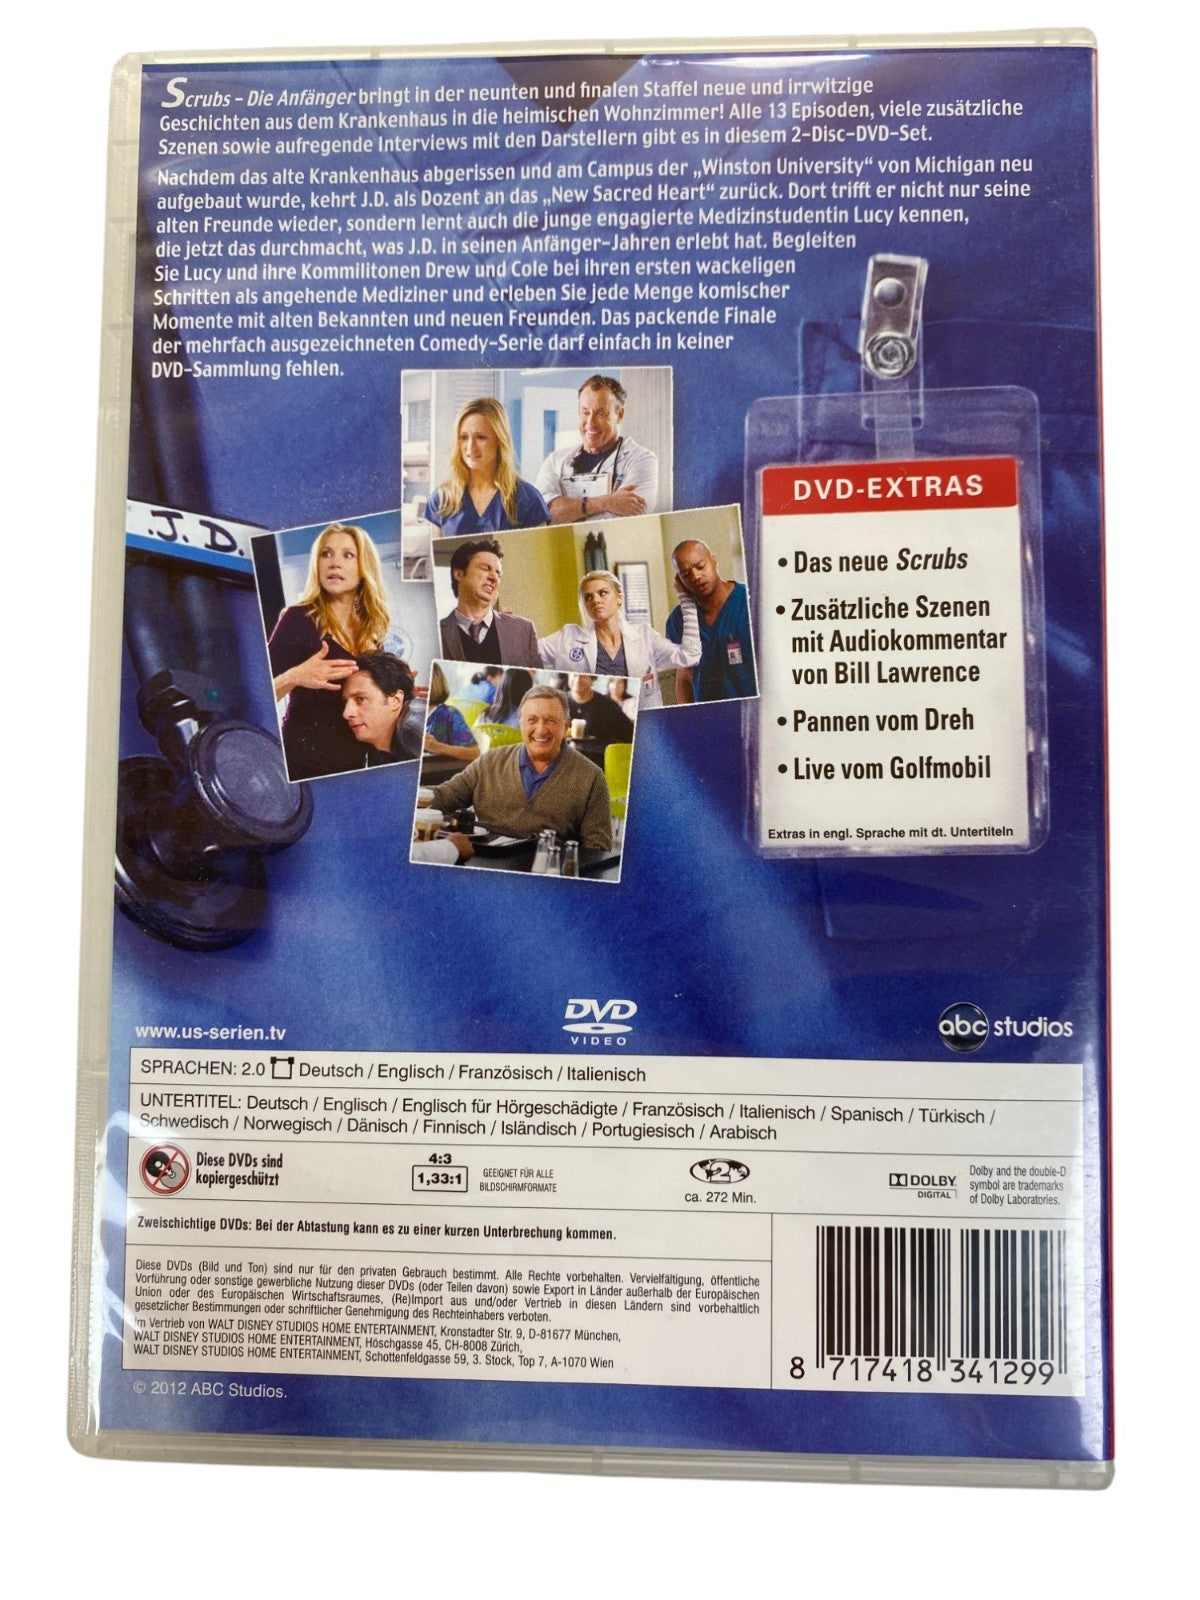 Scrubs – Die Anfänger bringt in der neunten und finalen Staffel neue und irrwitzige
Geschichten aus dem Krankenhaus in die heimischen Wohnzimmer! Alle 13 Episoden, viele zusätzliche
Szenen sowie aufregende Interviews mit den Darstellern gibt es in diesem 2-Disc-DVD-Set.
Nachdem das alte Krankenhaus abgerissen und am Campus der „Winston University“ von Michigan neu
aufgebaut wurde, kehrt J.D. als Dozent an das „New Sacred Heart“ zurück. Dort trifft er nicht nur seine
alten Freunde wieder, sondern lernt auch die junge engagierte Medizinstudentin Lucy kennen,
die jetzt das durchmacht, was J.D. in seinen Anfänger-Jahren erlebt hat. Begleiten
Sie Lucy und ihre Kommilitonen Drew und Cole bei ihren ersten wackeligen
Schritten als angehende Mediziner und erleben Sie jede Menge komischer
Momente mit alten Bekannten und neuen Freunden. Das packende Finale
der mehrfach ausgezeichneten Comedy-Serie darf einfach in keiner
DVD-Sammlung fehlen.
J.D.
DVD-EXTRAS
• Das neue Scrubs
• Zusätzliche Szenen
mit Audiokommentar
von Bill Lawrence
• Pannen vom Dreh
• Live vom Golfmobil
Extras in engl. Sprache mit dt. Untertiteln
www.us-serien.tv
DVD
VIDEO
abc studios
SPRACHEN: 2.0 Deutsch / Englisch / Französisch / Italienisch
UNTERTITEL: Deutsch / Englisch / Englisch für Hörgeschädigte / Französisch / Italienisch / Spanisch / Türkisch /
Schwedisch / Norwegisch / Dänisch / Finnisch / Isländisch / Portugiesisch / Arabisch
Diese DVDs sind
kopiergeschützt
4:3
1,33:1
GEEIGNET FÜR ALLE
BILDSCHIRMFORMATE
2
ca. 272 Min.
DOLBY
DIGITAL
Dolby and the double-D
symbol are trademarks
of Dolby Laboratories.
Zweischichtige DVDs: Bei der Abtastung kann es zu einer kurzen Unterbrechung kommen.
Diese DVDs (Bild und Ton) sind nur für den privaten Gebrauch bestimmt. Alle Rechte vorbehalten. Vervielfältigung, öffentliche
Vorführung oder sonstige gewerbliche Nutzung dieser DVDs (oder Teilen davon) sowie Export in Länder außerhalb der Europäischen
Union oder des Europäischen Wirtschaftsraumes, (Re)Import aus und/oder Vertrieb in diesen Ländern sind vorbehaltlich
gesetzlicher Bestimmungen oder schriftlicher Genehmigung des Rechteinhabers verboten.
Im Vertrieb von WALT DISNEY STUDIOS HOME ENTERTAINMENT, Kronstadter Str. 9, D-81677 München,
WALT DISNEY STUDIOS HOME ENTERTAINMENT, Höschgasse 45, CH-8008 Zürich,
WALT DISNEY STUDIOS HOME ENTERTAINMENT, Schottenfeldgasse 59, 3. Stock, Top 7, A-1070 Wien
© 2012 ABC Studios.
8 717418 341299